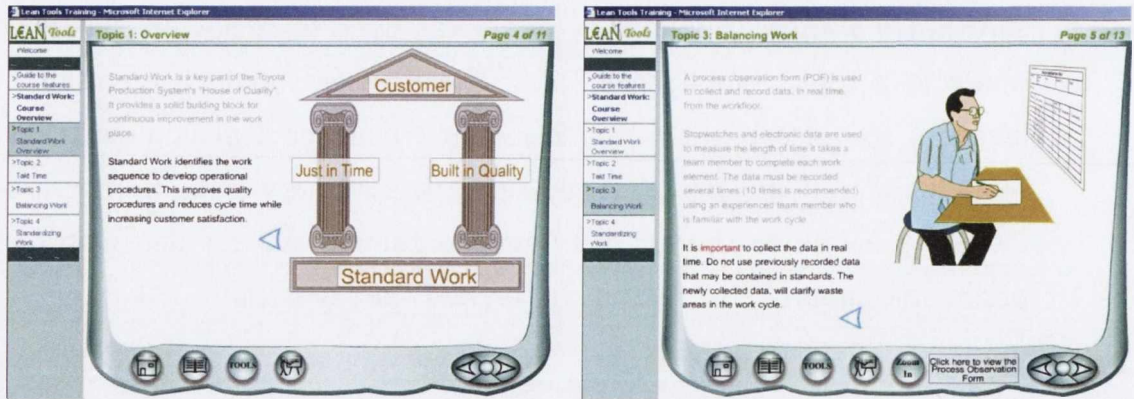 Lean Tools Training - Microsoft Internet Explorer
LEAN Tools
Topic 1: Overview
Page 4 of 11
Welcome
>Guide to the
course features
>Standard Work:
Course
Overview
>Topic 1
Standard Work
Overview
>Topic 2
Takt Time
>Topic 3
Balancing Work
>Topic 4
Standardizing
Work
Standard Work is a key part of the Toyota
Production System's "House of Quality"
It provides a solid building block for
continuous improvement in the work
place.
Standard Work identifies the work
sequence to develop operational
procedures. This improves quality
procedures and reduces cycle time while
increasing customer satisfaction.
Customer
Just in Time
Built in Quality
Standard Work
TOOLS
Lean Tools Training - Microsoft Internet Explorer
LEAN Tools
Topic 3: Balancing Work
Page 5 of 13
Welcome
>Guide to the
course features
>Standard Work:
Course
Overview
>Topic 1
Standard Work
Overview
>Topic 2
Takt Time
>Topic 3
Balancing Work
>Topic 4
Standardizing
Work
A process observation form (POF) is used
to collect and record data, in real time
from the workfloor.
Stopwatches and electronic data are used
to measure the length of time it takes a
team member to complete each work
element. The data must be recorded
several times (10 times is recommended)
using an experienced team member who
is familiar with the work cycle
It is important to collect the data in real
time. Do not use previously recorded data
that may be contained in standards. The
newly collected data, will clarify waste
areas in the work cycle.
TOOLS
Zoom
In
Click here to view the
Process Observation
Form